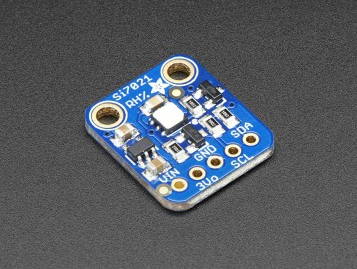 Si7021
RH%
VIN
3Vo
GND
SCL
SDA